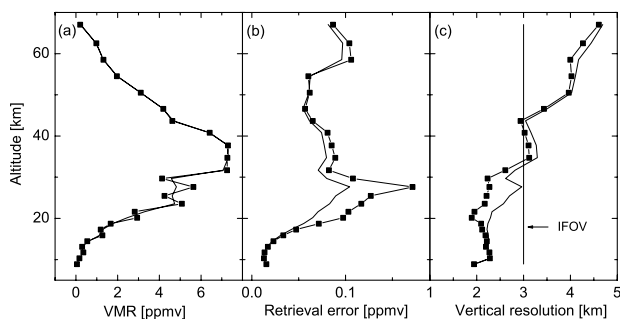 (a)
(b)
(c)
60
40
20
Altitude [km]
IFOV
0 2 4 6
0.0 0.1
1 2 3 4 5
VMR [ppmv]
Retrieval error [ppmv]
Vertical resolution [km]